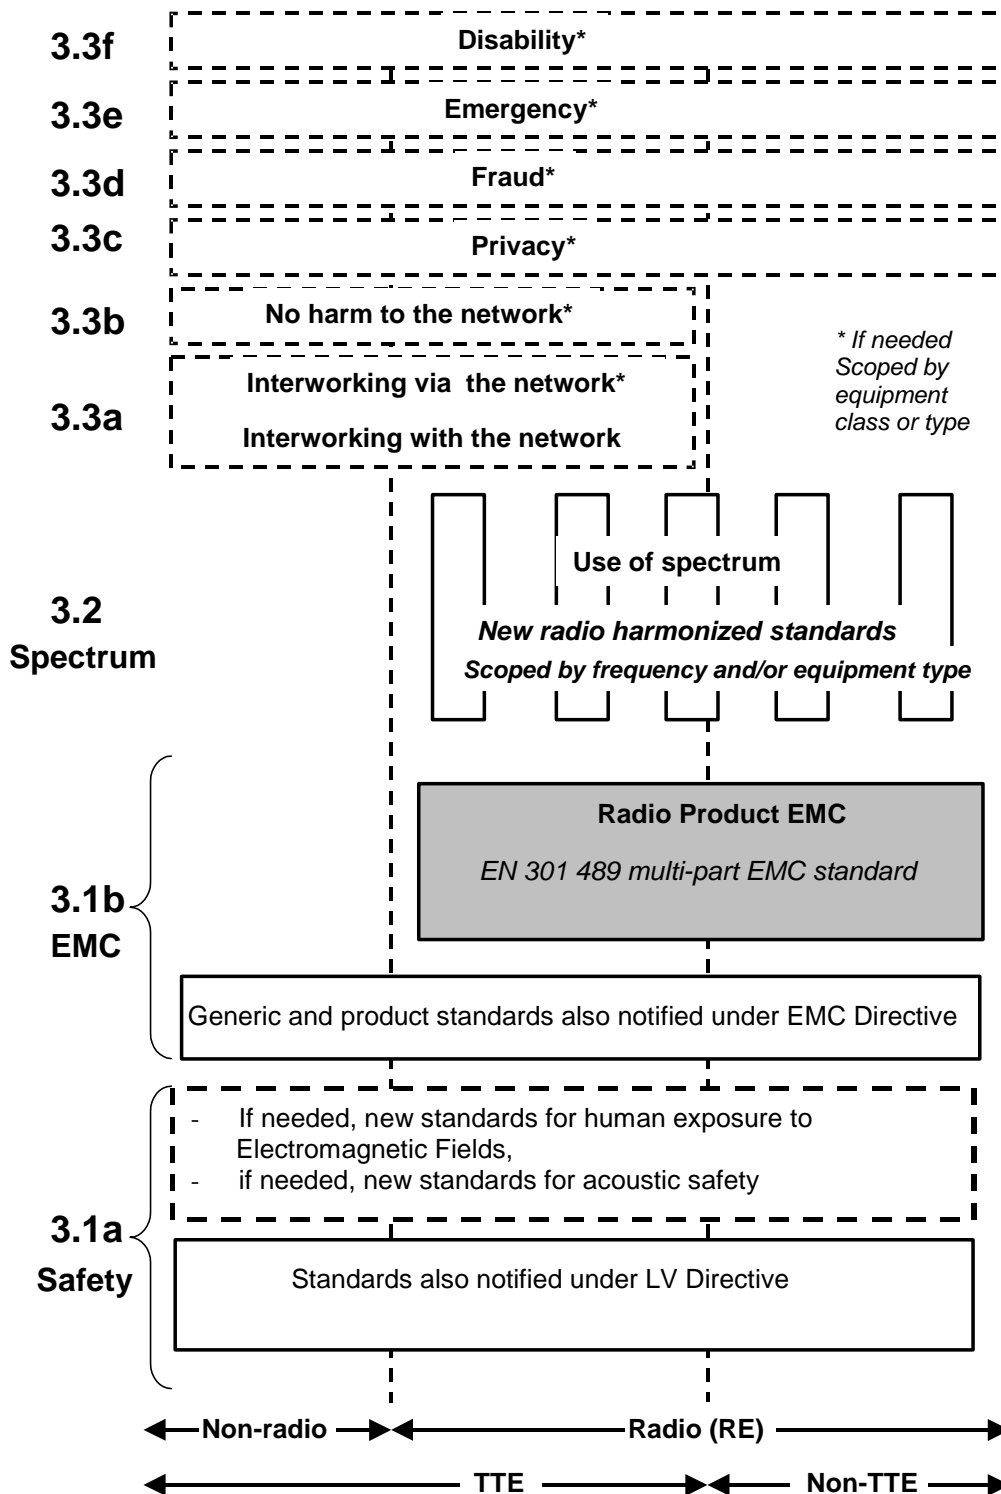 3.3f
Disability*
3.3e
Emergency*
3.3d
Fraud*
3.3c
Privacy*
3.3b
No harm to the network*
* If needed
Scoped by
equipment
class or type
3.3a
Interworking via the network*
Interworking with the network
3.2
Spectrum
Use of spectrum
New radio harmonized standards
Scoped by frequency and/or equipment type
3.1b
EMC
Radio Product EMC
EN 301 489 multi-part EMC standard
Generic and product standards also notified under EMC Directive
3.1a
Safety
- If needed, new standards for human exposure to
Electromagnetic Fields,
- if needed, new standards for acoustic safety
Standards also notified under LV Directive
Non-radio
Radio (RE)
TTE
Non-TTE